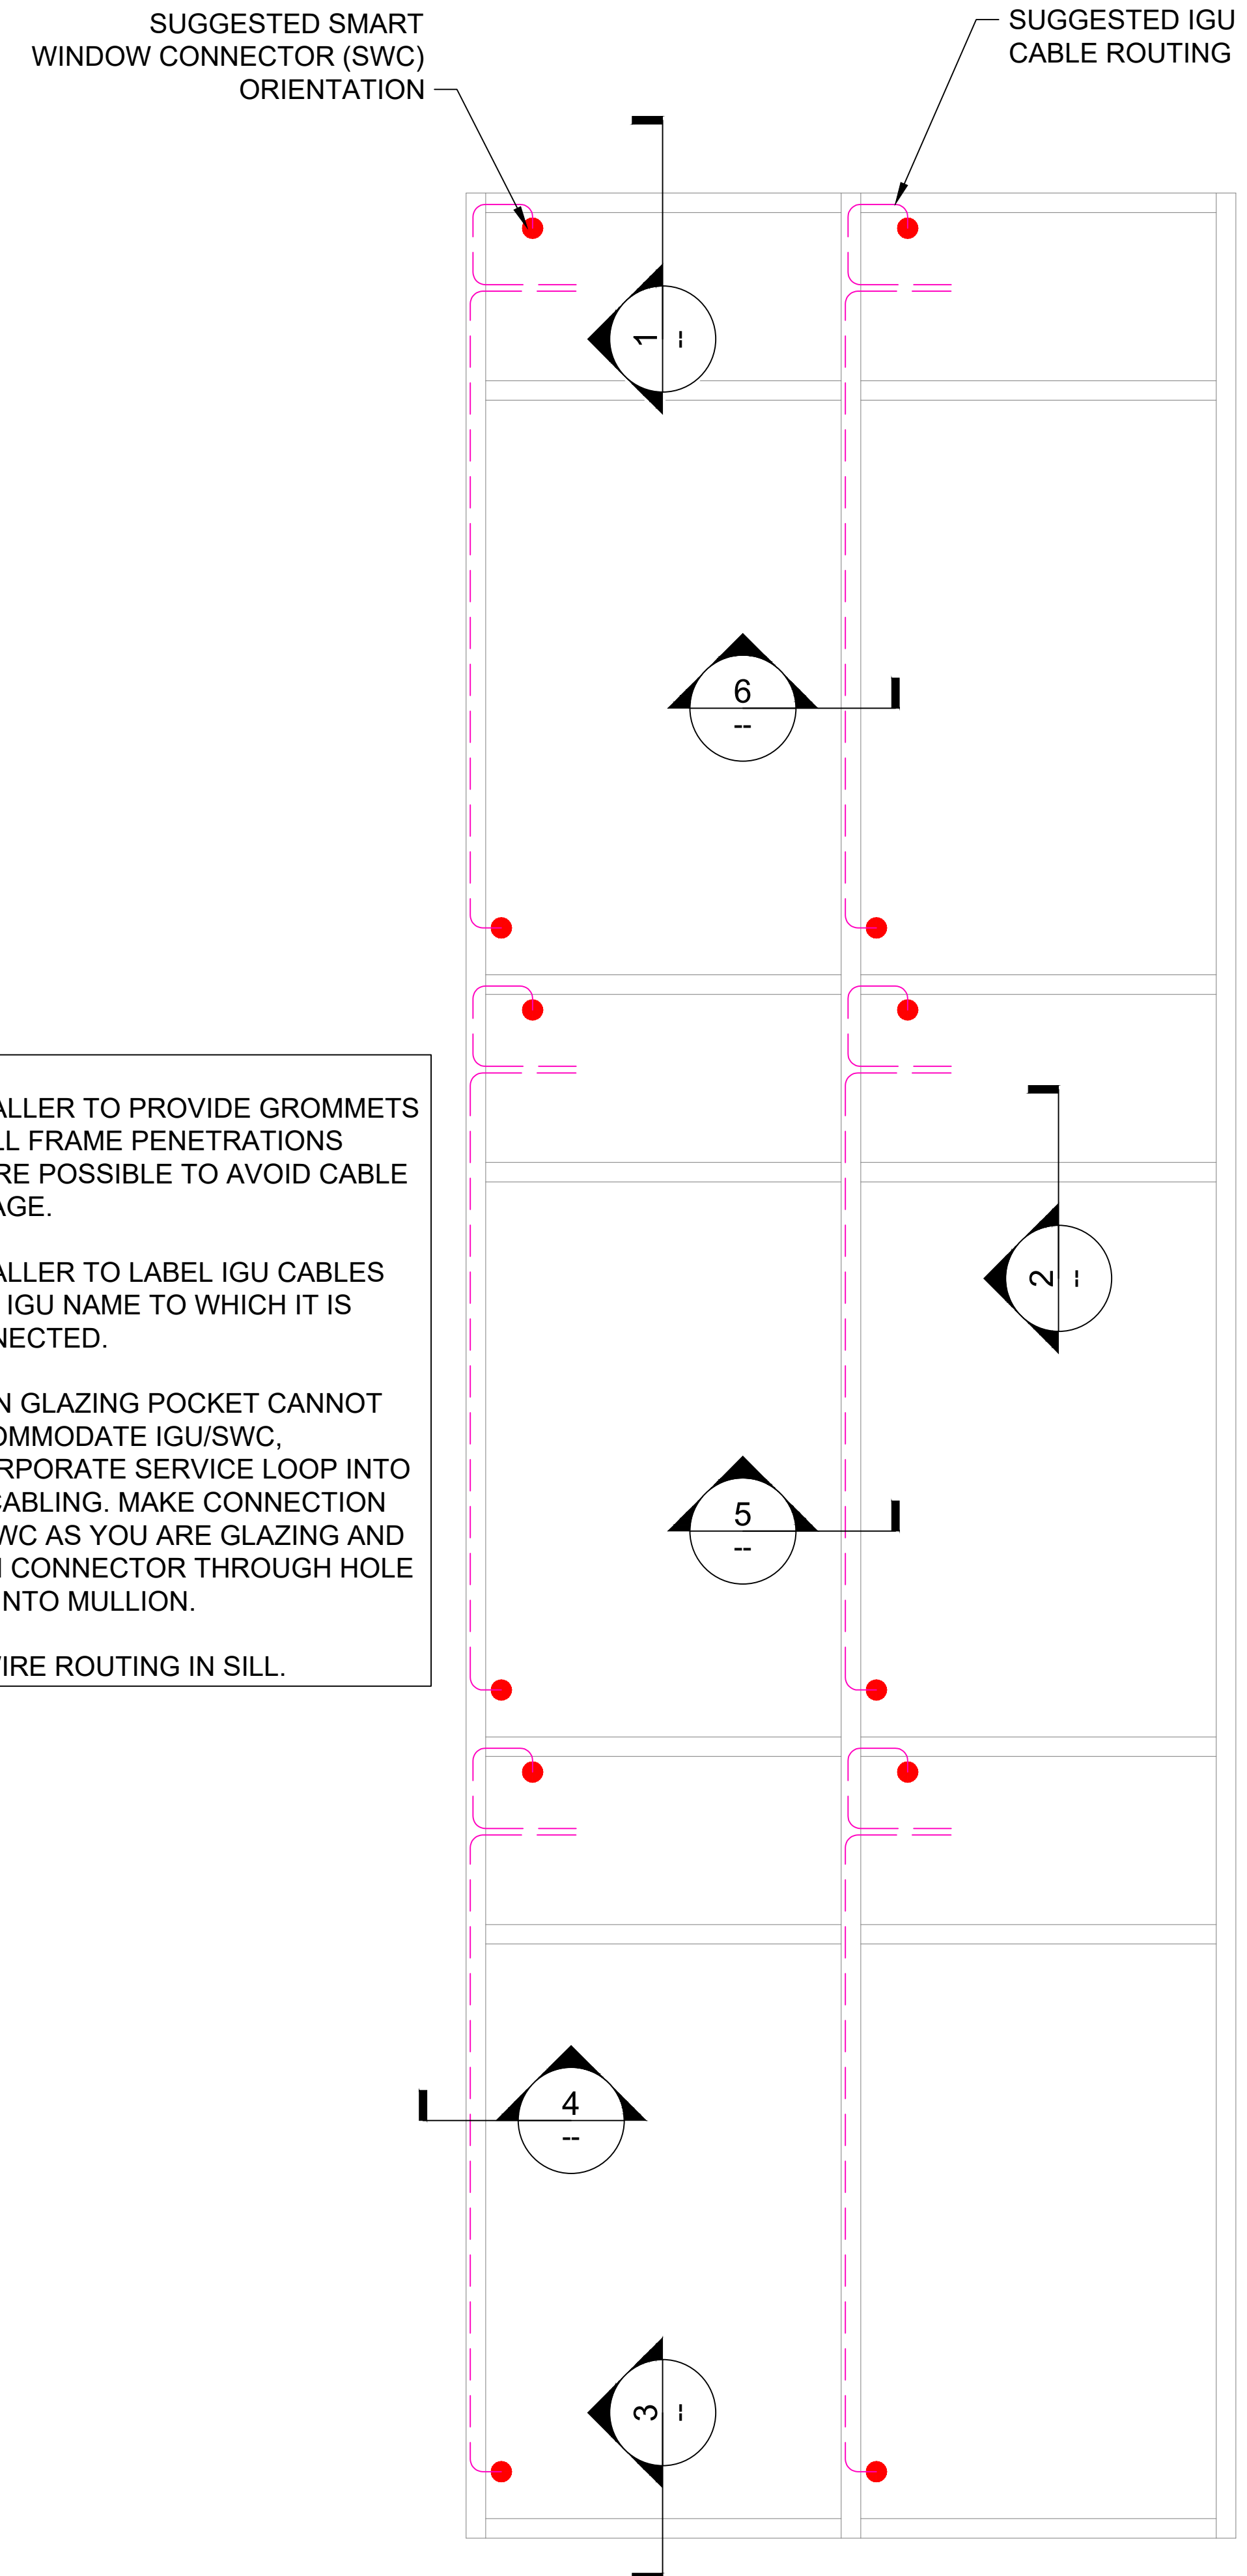 SUGGESTED SMART
WINDOW CONNECTOR (SWC)
ORIENTATION
SUGGESTED IGU
CABLE ROUTING
1
--
6
--
ALLER TO PROVIDE GROMMETS
LL FRAME PENETRATIONS
RE POSSIBLE TO AVOID CABLE
AGE.
ALLER TO LABEL IGU CABLES
IGU NAME TO WHICH IT IS
NECTED.
N GLAZING POCKET CANNOT
OMMODATE IGU/SWC,
RPORATE SERVICE LOOP INTO
CABLING. MAKE CONNECTION
WC AS YOU ARE GLAZING AND
H CONNECTOR THROUGH HOLE
INTO MULLION.
WIRE ROUTING IN SILL.
2
--
5
--
4
--
3
--